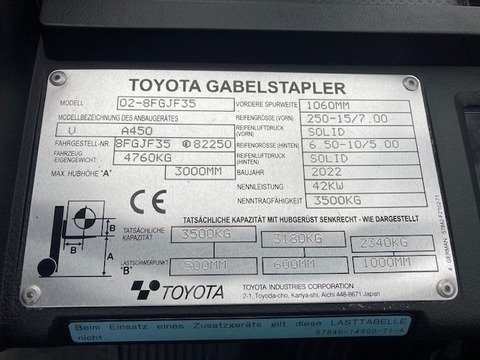 TOYOTA GABELSTAPLER
MODELL 02-8FGJF35 VORDERE SPURWEITE 1060MM
MODELLBEZEICHNUNG DES ANBAUGERÄTES REIFENGRÖSSE (VORN) 250-15/7.00
V A450 REIFENLUFTDRUCK (VORN) SOLID
FAHRGESTELL-NR. 8FGJF35 82250 REIFENGRÖSSE (HINTEN) 6.50-10/5.00
FAHRZEUG EIGENGEWICHT 4760KG REIFENLUFTDRUCK (HINTEN) SOLID
MAX. HUBHÖHE "A" 3000MM BAUJAHR 2022
NENNLEISTUNG 42KW
CE NENNTRAGFÄHIGKEIT 3500KG
TATSÄCHLICHE KAPAZITÄT MIT HUBGERÜST SENKRECHT - WIE DARGESTELLT
B
B
A
TATSÄCHLICHE KAPAZITÄT 3500KG 3180KG 2340KG
LASTSCHWERPUNKT "B" 500MM 600MM 1000MM
TOYOTA
TOYOTA INDUSTRIES CORPORATION
2-1, Toyoda-cho, Kariya-shi, Aichi 448-8671 Japan
Beim Einsatz eines Zusatzgeräts gilt diese LASTTABELLE
nicht